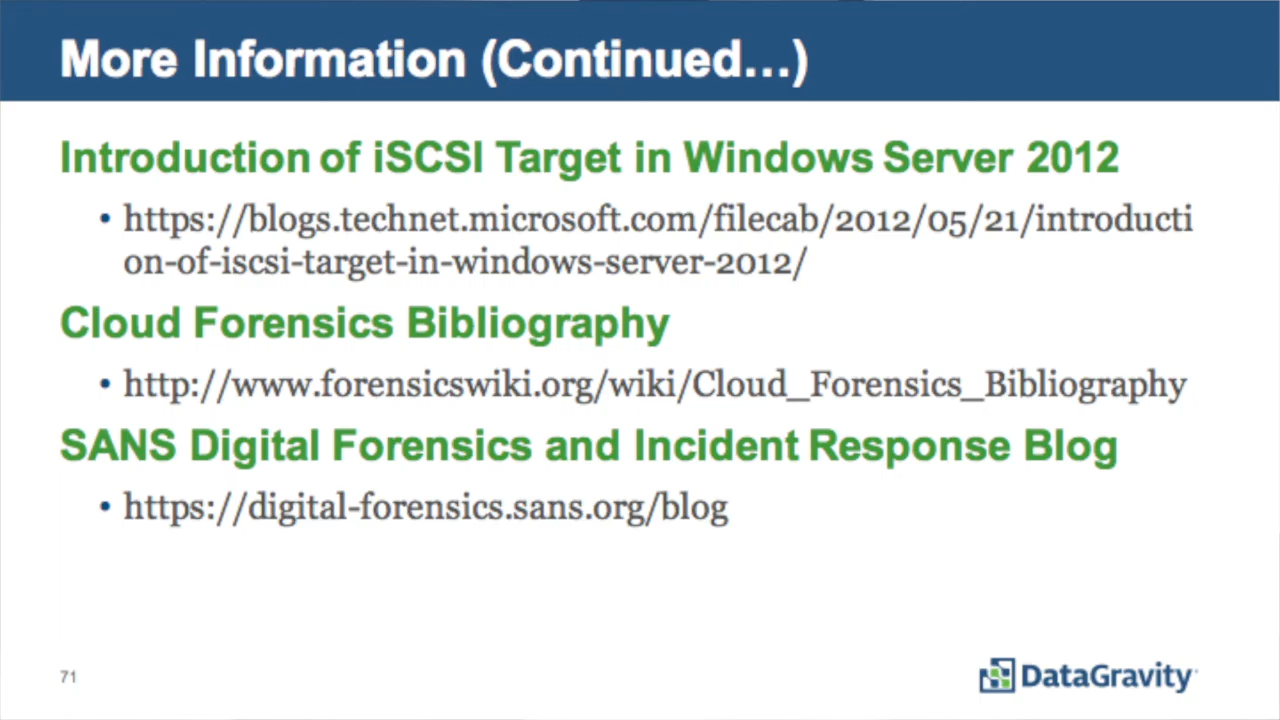 More Information (Continued…)
Introduction of iSCSI Target in Windows Server 2012
• https://blogs.technet.microsoft.com/filecab/2012/05/21/introducti
on-of-iscsi-target-in-windows-server-2012/
Cloud Forensics Bibliography
• http://www.forensicswiki.org/wiki/Cloud_Forensics_Bibliography
SANS Digital Forensics and Incident Response Blog
• https://digital-forensics.sans.org/blog
71
DataGravity